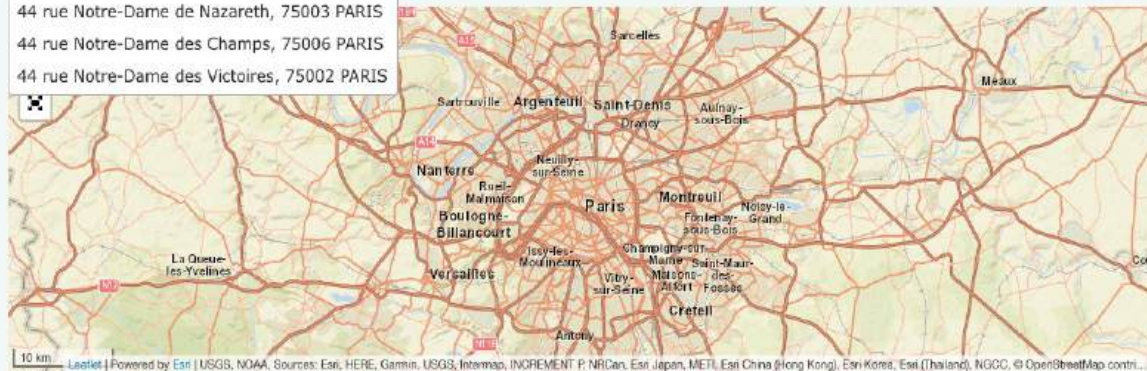 44 rue Notre-Dame de Nazareth, 75003 PARIS
44 rue Notre-Dame des Champs, 75006 PARIS
44 rue Notre-Dame des Victoires, 75002 PARIS
A15
Sarcelles
Meaux
Sartrouville
Argenteuil
Saint-Denis
Aulnay-
sous-Bois
Drancy
A14
Nanterre
Neuilly-
sur-Seine
Rueil-
Malmaison
Montreuil
Paris
Noisy-le-
Grand
Boulogne-
Billancourt
Fontenay-
sous-Bois
La Queue-
les-Yvelines
Issy-les-
Moulineaux
Champigny-sur-
Marne
Saint-Maur-
des-
Fossés
Versailles
Vitry-
sur-Seine
Maisons-
Alfort
N12
Créteil
Antony
N118
10 km
Leaflet | Powered by Esri | USGS, NOAA, Sources: Esri, HERE, Garmin, USGS, Intermap, INCREMENT P, NRCan, Esri Japan, METI, Esri China (Hong Kong), Esri Korea, Esri (Thailand), NGCC, © OpenStreetMap contri...